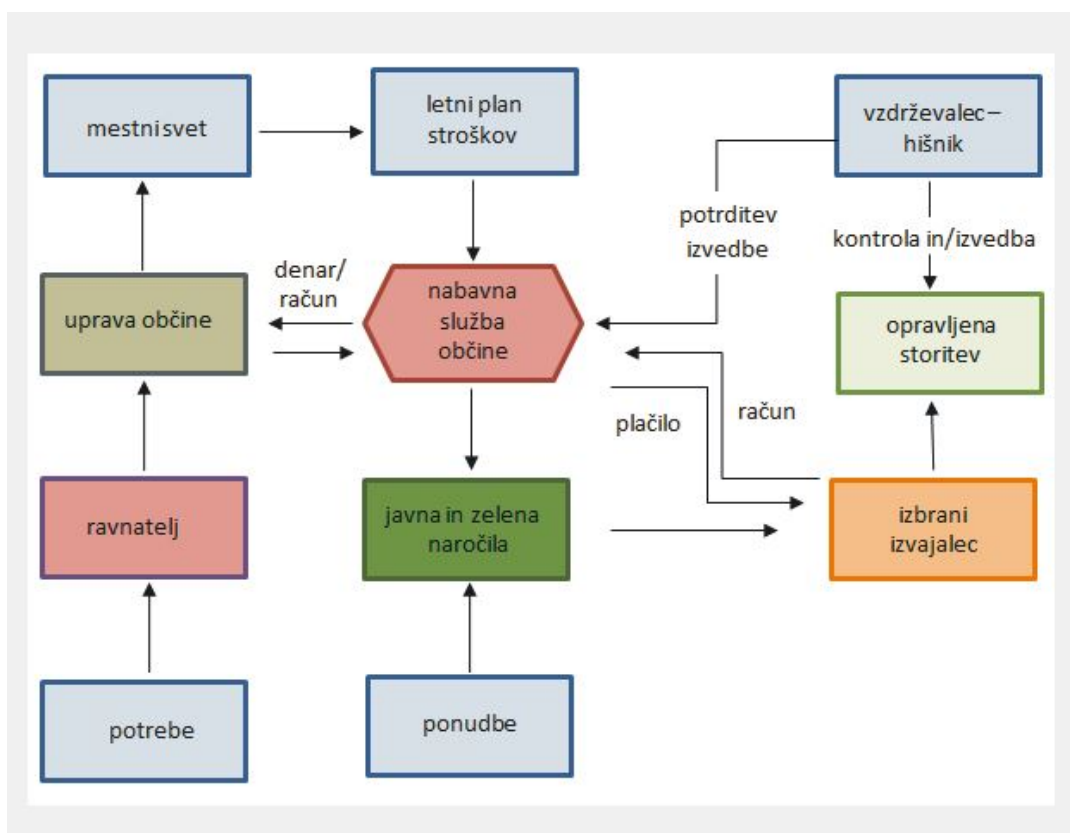 mestni svet
letni plan
stroškov
vzdrževalec –
hišnik
potrditev
izvedbe
kontrola in/izvedba
denar/
račun
uprava občine
nabavna
služba
občine
opravljena
storitev
plačilo
račun
ravnatelj
javna in zelena
naročila
izbrani
izvajalec
potrebe
ponudbe